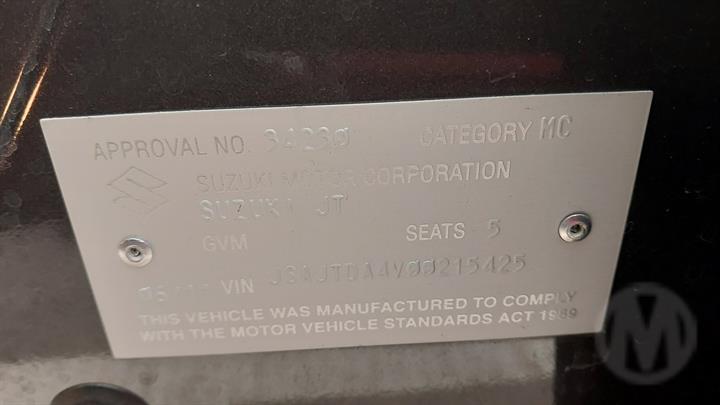 APPROVAL NO. 34230 CATEGORY MC
SUZUKI MOTOR CORPORATION
SUZUKI JT
GVM SEATS 5
VIN JSAJTDA4V00215425
THIS VEHICLE WAS MANUFACTURED TO COMPLY
WITH THE MOTOR VEHICLE STANDARDS ACT 1989
M